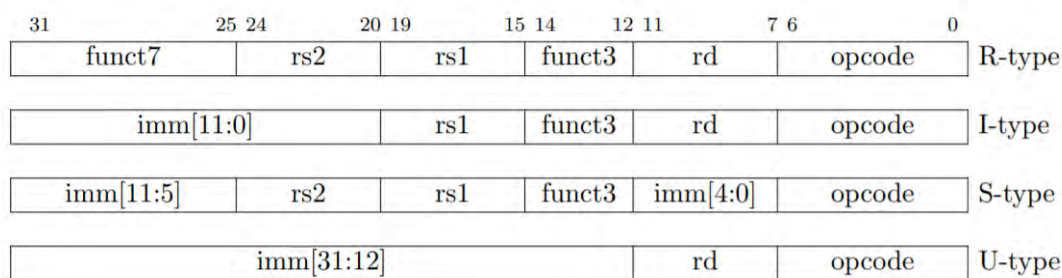 31 25 24 20 19 15 14 12 11 7 6 0
funct7 rs2 rs1 funct3 rd opcode R-type
imm[11:0] rs1 funct3 rd opcode I-type
imm[11:5] rs2 rs1 funct3 imm[4:0] opcode S-type
imm[31:12] rd opcode U-type